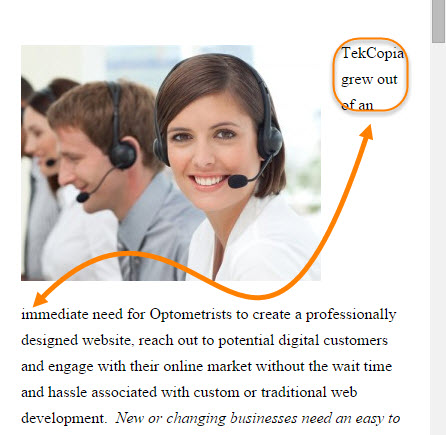 TekCopia
grew out
of an
immediate need for Optometrists to create a professionally
designed website, reach out to potential digital customers
and engage with their online market without the wait time
and hassle associated with custom or traditional web
development.  New or changing businesses need an easy to